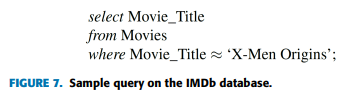 select Movie_Title
from Movies
where Movie_Title ≈ ‘X-Men Origins’;
FIGURE 7. Sample query on the IMDb database.